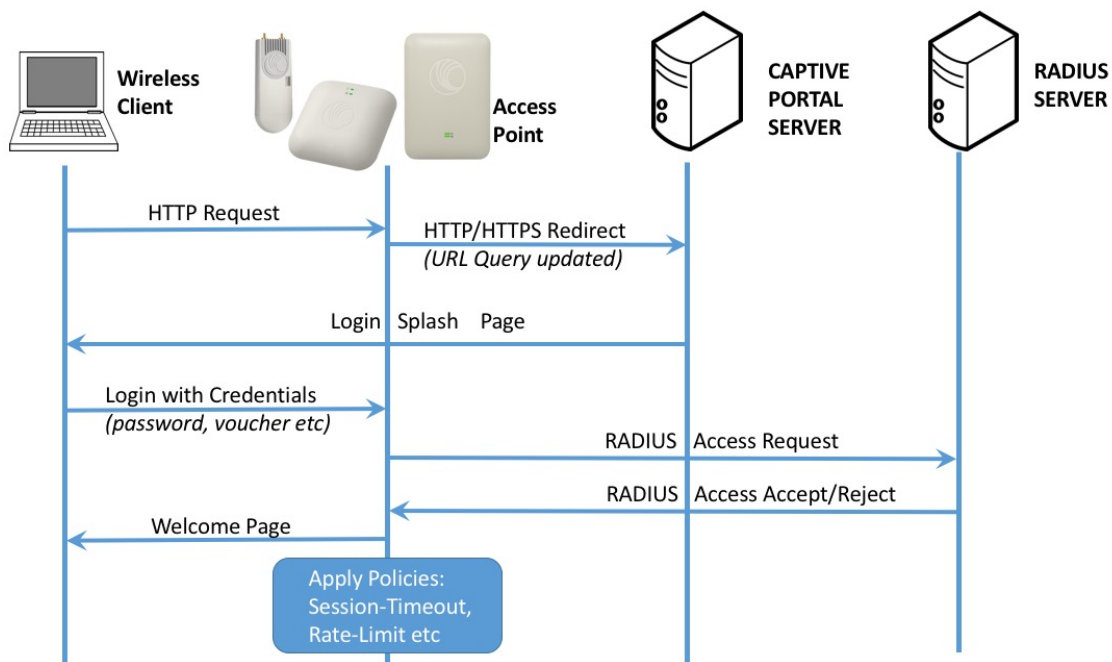 Wireless
Client
Access
Point
CAPTIVE
PORTAL
SERVER
RADIUS
SERVER
HTTP Request
HTTP/HTTPS Redirect
(URL Query updated)
Login Splash Page
Login with Credentials
(password, voucher etc)
RADIUS Access Request
RADIUS Access Accept/Reject
Welcome Page
Apply Policies:
Session-Timeout,
Rate-Limit etc